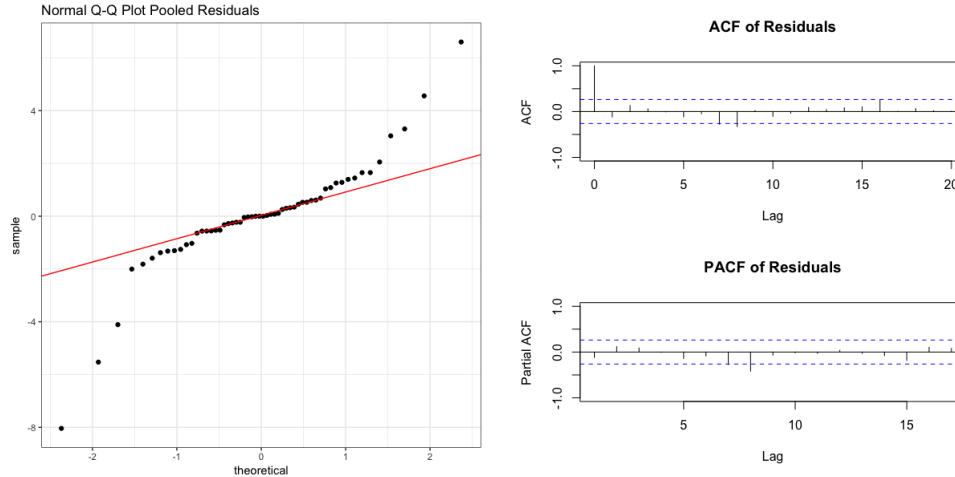 Normal Q-Q Plot Pooled Residuals
sample
4
0
-4
-8
-2
-1
0
1
2
theoretical
ACF of Residuals
ACF
1.0
0.0
-1.0
0
5
10
15
20
Lag
PACF of Residuals
Partial ACF
1.0
0.0
-1.0
5
10
15
Lag